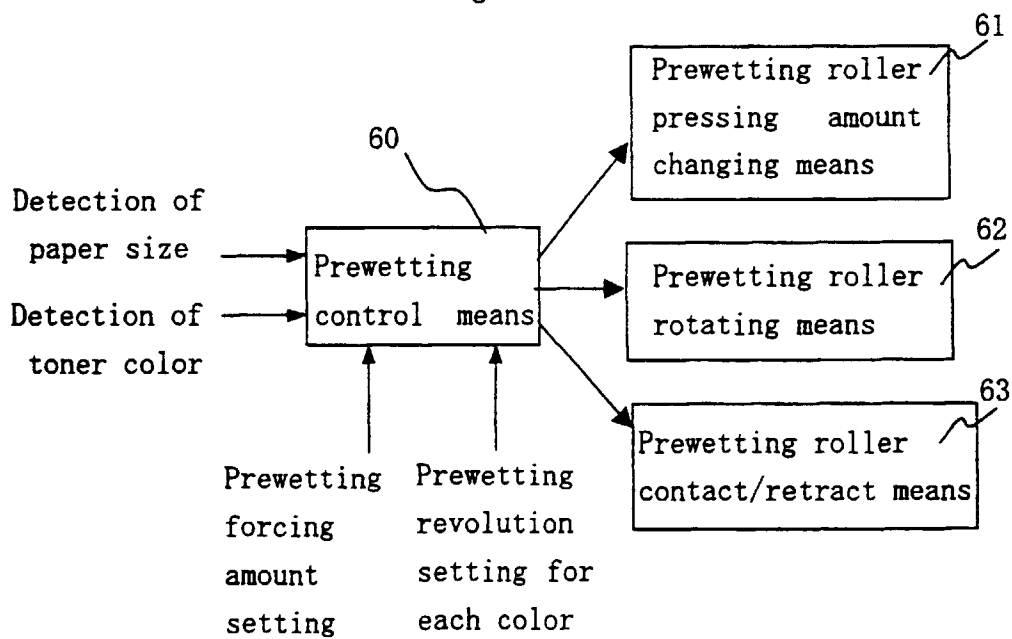 61
Prewetting roller
pressing amount
changing means
60
Detection of
paper size
Prewetting
control means
Detection of
toner color
62
Prewetting roller
rotating means
63
Prewetting roller
contact/retract means
Prewetting
forcing
amount
setting
Prewetting
revolution
setting for
each color